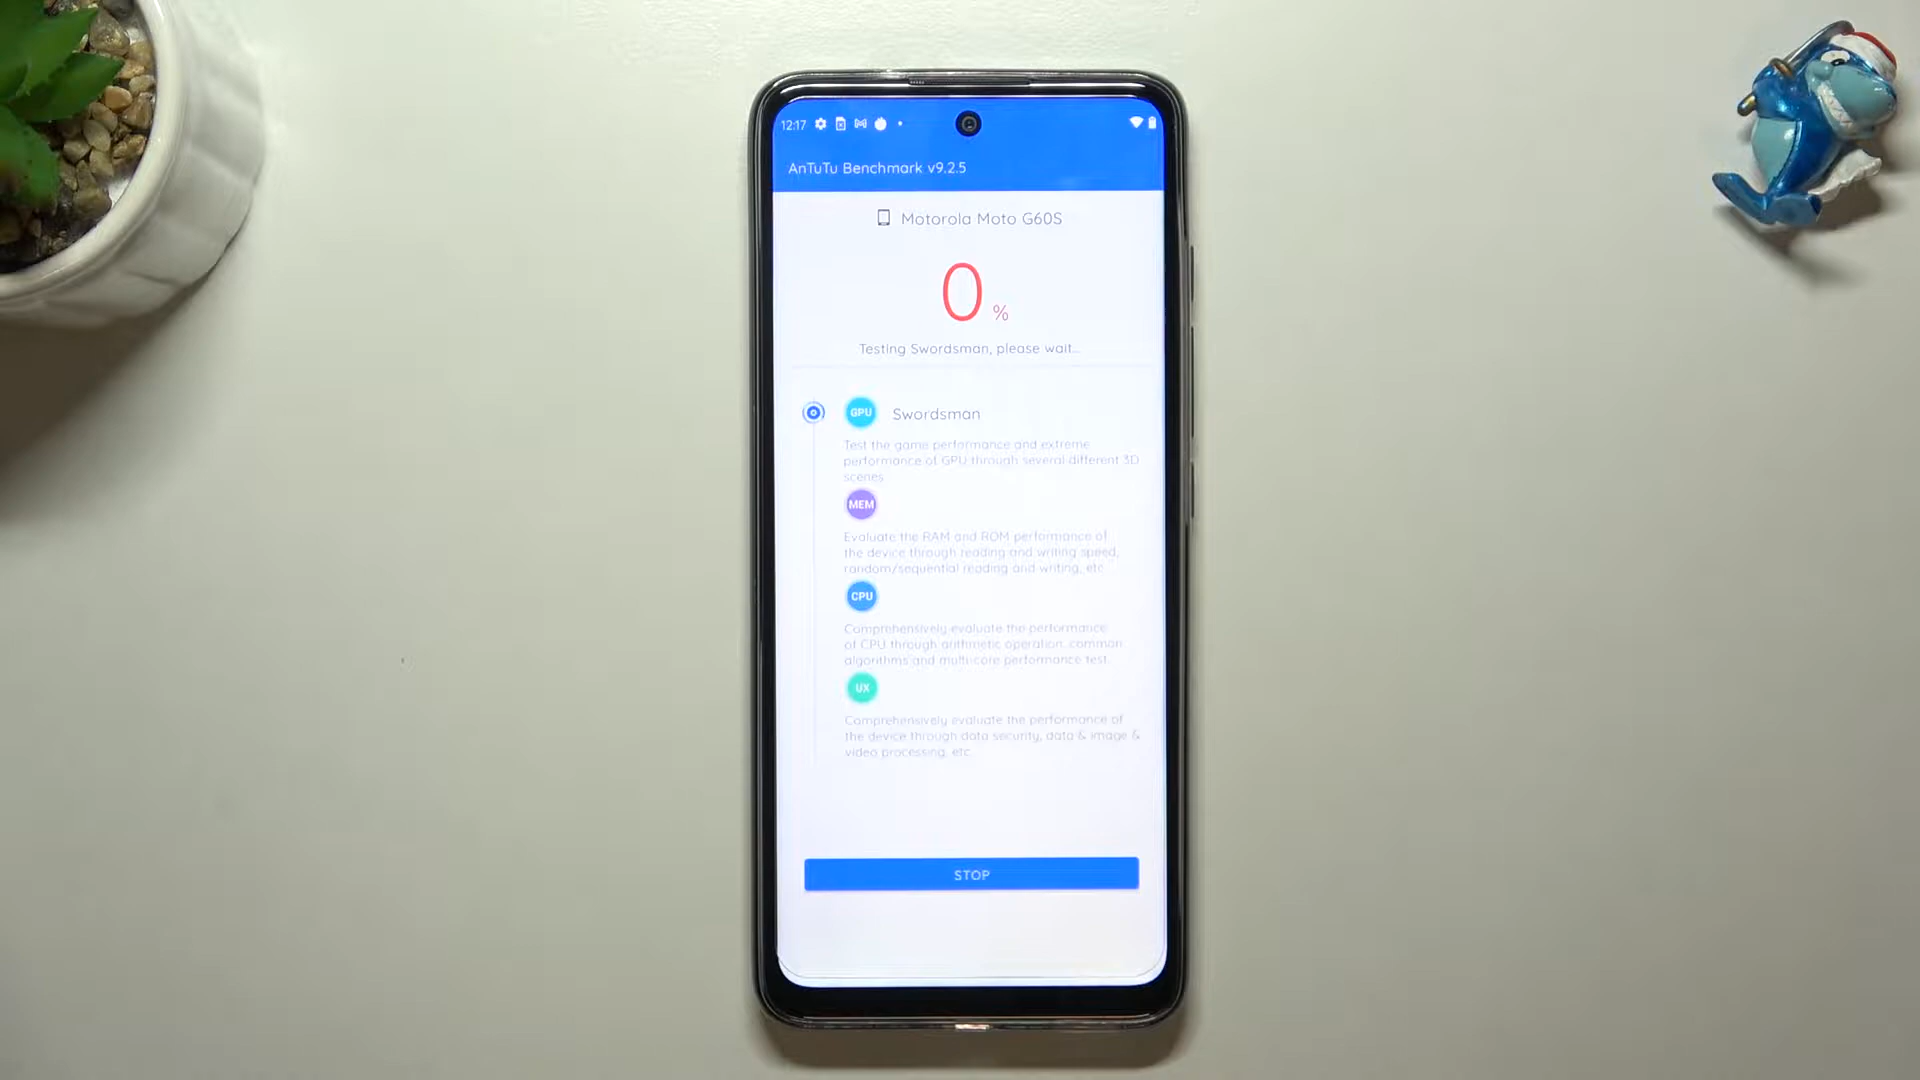 12:17
AnTuTu Benchmark v9.2.5
Motorola Moto G60S
0 %
Testing Swordsman, please wait...
GPU Swordsman
Test the game performance and extreme
performance of GPU through several different 3D
scenes
MEM
Evaluate the RAM and ROM performance of
the device through reading and writing speed,
random/sequential reading and writing, etc
CPU
Comprehensively evaluate the performance
of CPU through arithmetic operation, common
algorithms and multi-core performance test.
UX
Comprehensively evaluate the performance of
the device through data security, data & image &
video processing, etc.
STOP